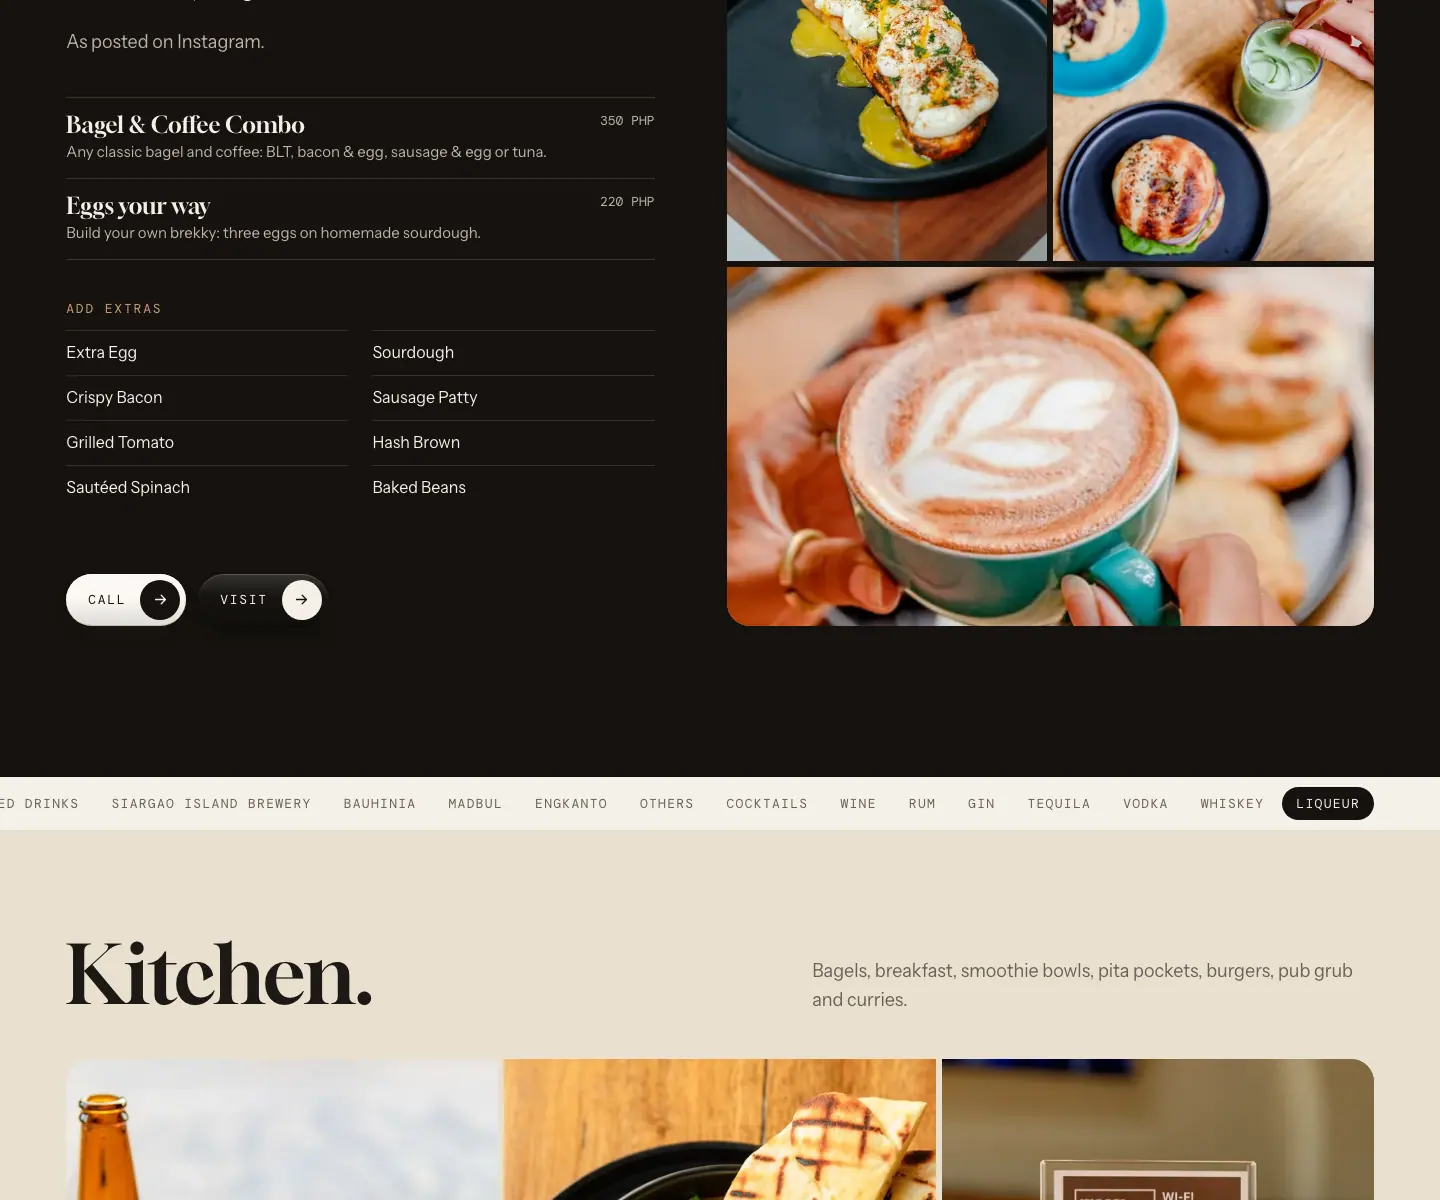 As posted on Instagram.
Bagel & Coffee Combo
350 PHP
Any classic bagel and coffee: BLT, bacon & egg, sausage & egg or tuna.
Eggs your way
220 PHP
Build your own brekky: three eggs on homemade sourdough.
ADD EXTRAS
Extra Egg
Sourdough
Crispy Bacon
Sausage Patty
Grilled Tomato
Hash Brown
Sautéed Spinach
Baked Beans
CALL
VISIT
DRINKS SIARGAO ISLAND BREWERY BAUHINIA MADBUL ENGKANTO OTHERS COCKTAILS WINE RUM GIN TEQUILA VODKA WHISKEY LIQUEUR
Kitchen.
Bagels, breakfast, smoothie bowls, pita pockets, burgers, pub grub
and curries.
WI-FI